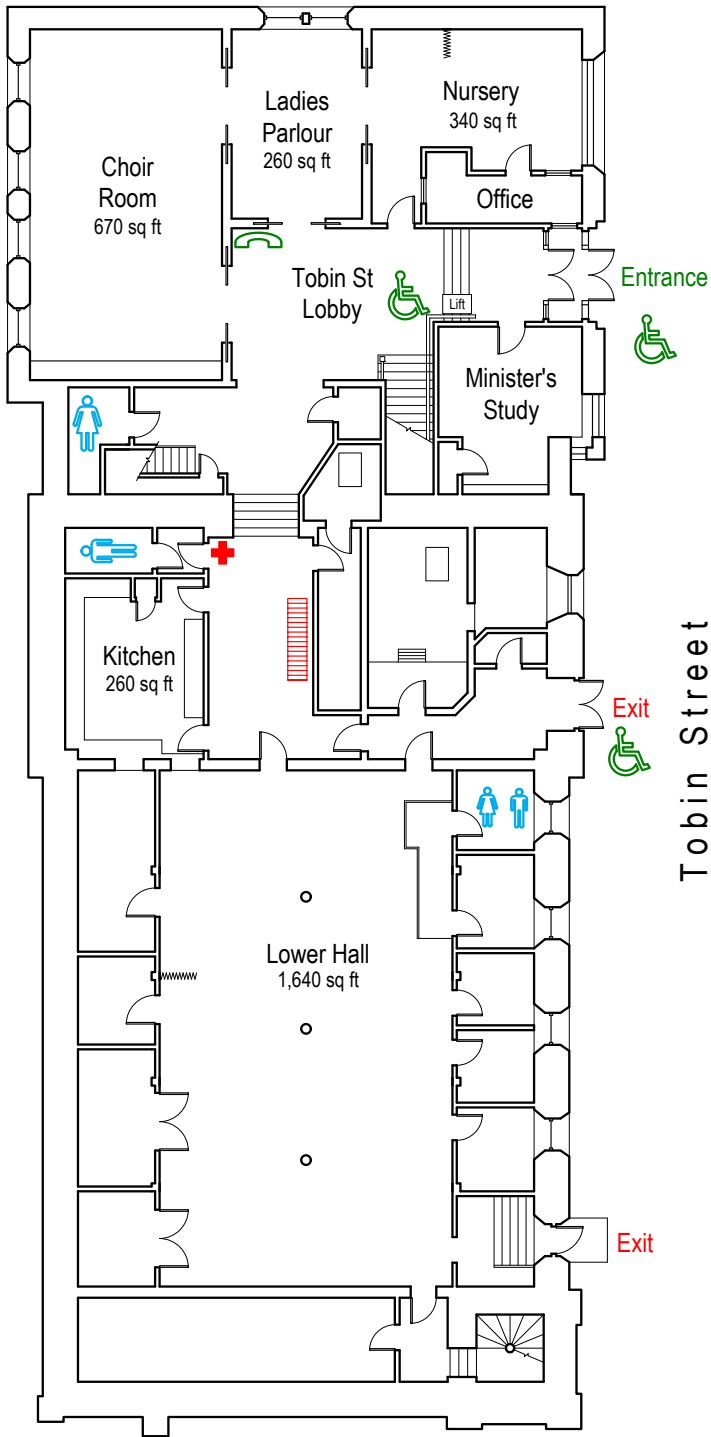 Ladies
Parlour
260 sq ft
Nursery
340 sq ft
Choir
Room
670 sq ft
Office
Tobin St
Lobby
Lift
Entrance
Minister's
Study
Kitchen
260 sq ft
Exit
Tobin Street
Lower Hall
1,640 sq ft
Exit